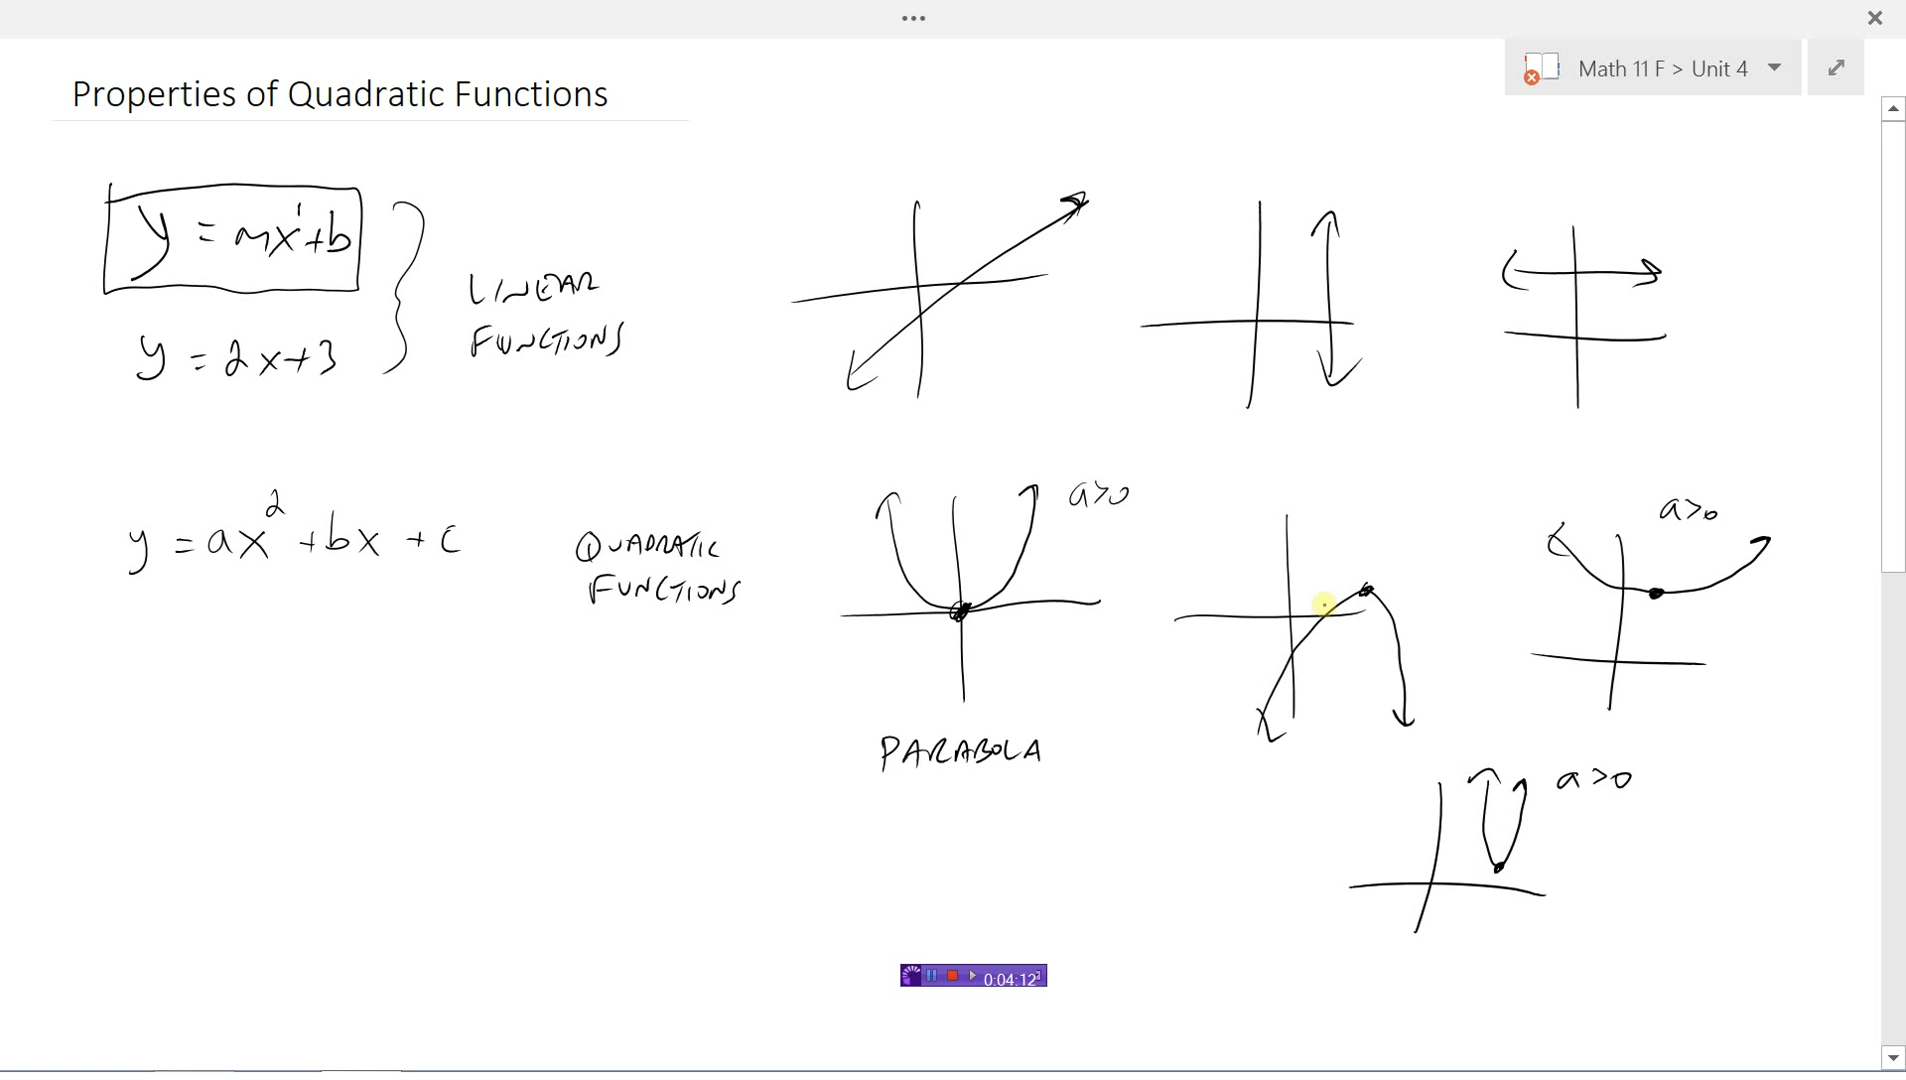 Math 11 F > Unit 4
Properties of Quadratic Functions
y = mx¹+b
y = 2x+3
LINEAR
FUNCTIONS
y = ax² + bx + c
QUADRATIC
FUNCTIONS
a>0
a>0
PARABOLA
a>0
0:04:12